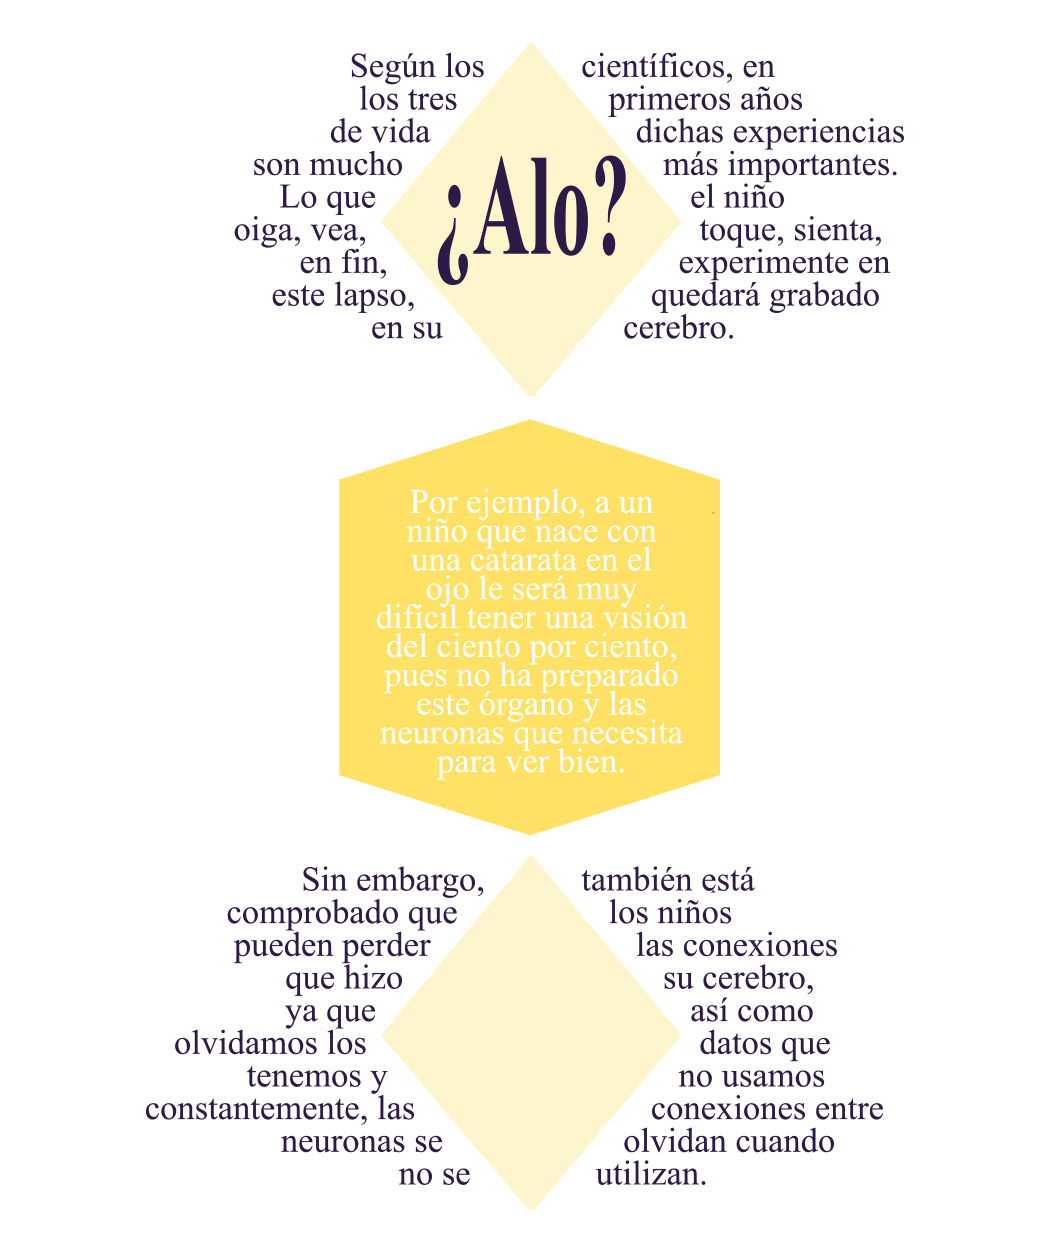 Según los científicos, en
los tres primeros años
de vida dichas experiencias
son mucho más importantes.
Lo que el niño
oiga, vea, toque, sienta,
en fin, experimente en
este lapso, quedará grabado
en su cerebro.
¿Alo?
Por ejemplo, a un
niño que nace con
una catarata en el
ojo le será muy
difícil tener una visión
del ciento por ciento,
pues no ha preparado
este órgano y las
neuronas que necesita
para ver bien.
Sin embargo, también está
comprobado que los niños
pueden perder las conexiones
que hizo su cerebro,
ya que así como
olvidamos los datos que
tenemos y no usamos
constantemente, las conexiones entre
neuronas se olvidan cuando
no se utilizan.